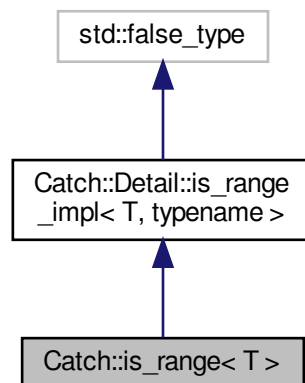 std::false_type
Catch::Detail::is_range
_impl< T, typename >
Catch::is_range< T >